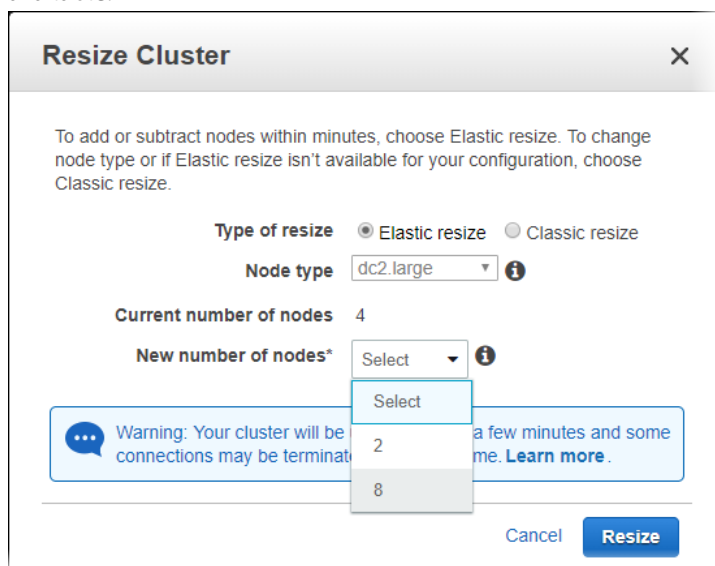 Resize Cluster
To add or subtract nodes within minutes, choose Elastic resize. To change
node type or if Elastic resize isn't available for your configuration, choose
Classic resize.
Type of resize Elastic resize Classic resize
Node type dc2.large
Current number of nodes 4
New number of nodes* Select
Select
Warning: Your cluster will be a few minutes and some
2
connections may be me. Learn more.
8
Cancel Resize